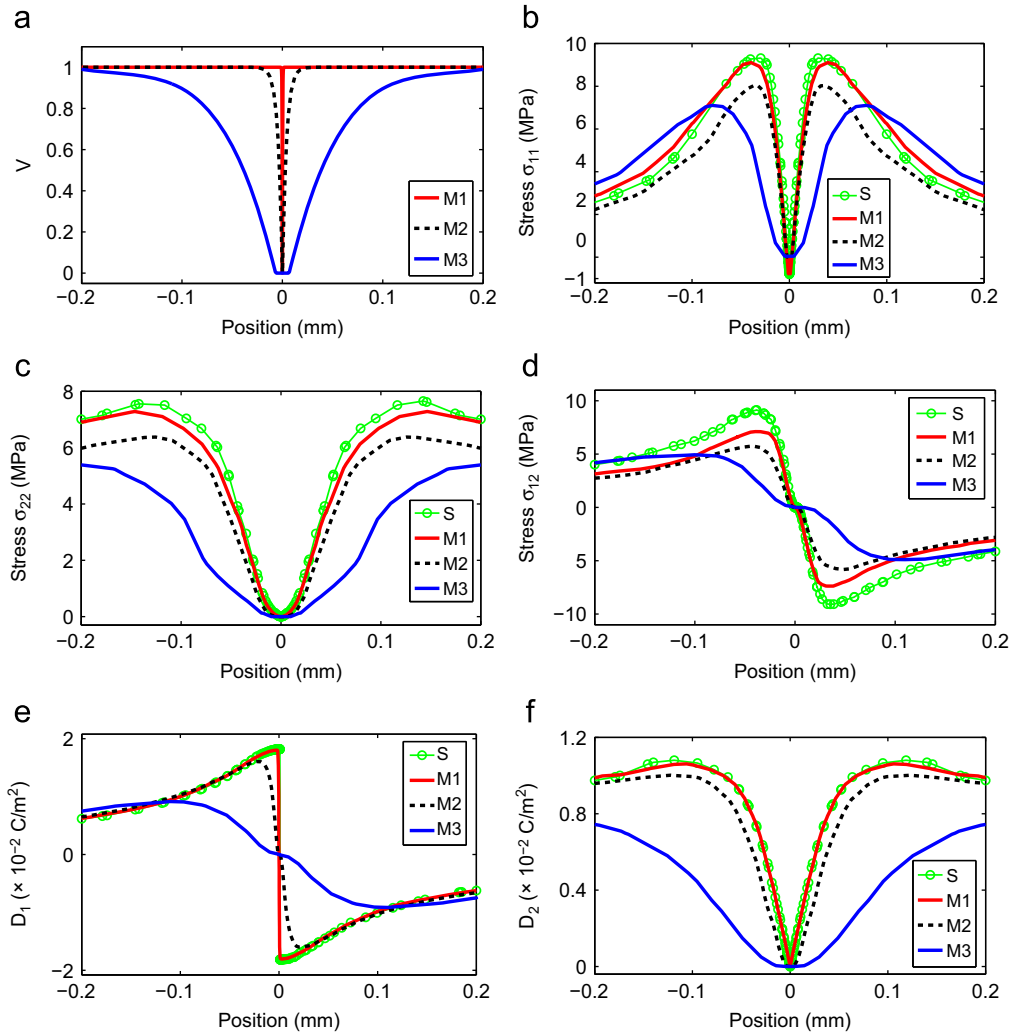 a
V
1
0.8
0.6
0.4
0.2
0
M1
M2
M3
−0.2
−0.1
0
0.1
0.2
Position (mm)
b
Stress σ11 (MPa)
10
8
6
4
2
0
−1
S
M1
M2
M3
−0.2
−0.1
0
0.1
0.2
Position (mm)
c
Stress σ22 (MPa)
8
6
4
2
0
S
M1
M2
M3
−0.2
−0.1
0
0.1
0.2
Position (mm)
d
Stress σ12 (MPa)
10
5
0
−5
−10
S
M1
M2
M3
−0.2
−0.1
0
0.1
0.2
Position (mm)
e
D1 (× 10−2 C/m2)
2
0
−2
S
M1
M2
M3
−0.2
−0.1
0
0.1
0.2
Position (mm)
f
D2 (× 10−2 C/m2)
1.2
0.8
0.4
0
S
M1
M2
M3
−0.2
−0.1
0
0.1
0.2
Position (mm)